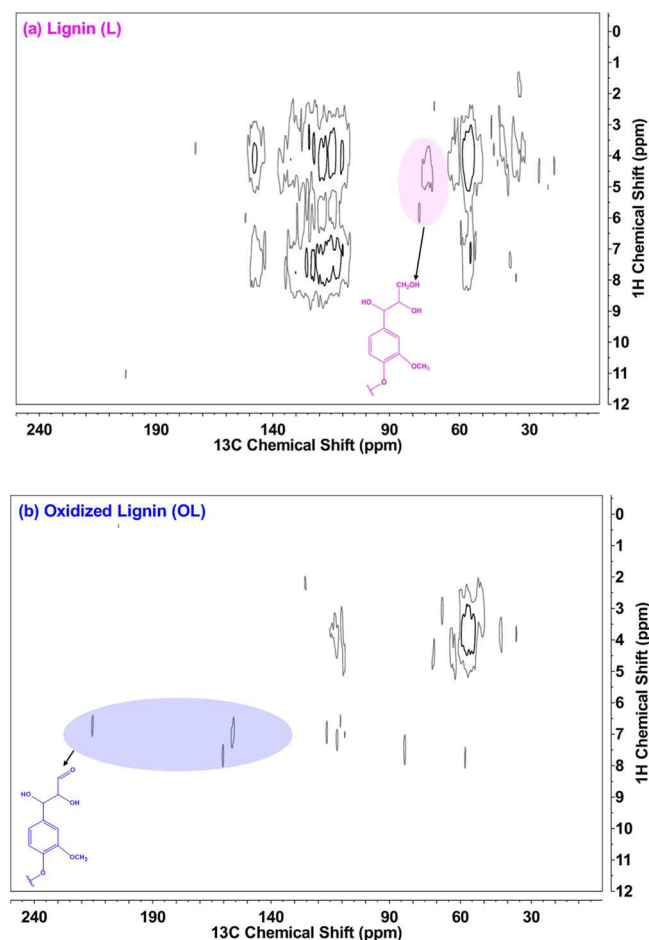 (a) Lignin (L)
0
1
2
3
4
5
6
7
8
9
10
11
12
1H Chemical Shift (ppm)
CH₂OH
HO
OH
OCH₃
O
240 190 140 90 60 30
13C Chemical Shift (ppm)
(b) Oxidized Lignin (OL)
0
1
2
3
4
5
6
7
8
9
10
11
12
1H Chemical Shift (ppm)
O
HO
OH
OCH₃
O
240 190 140 90 60 30
13C Chemical Shift (ppm)